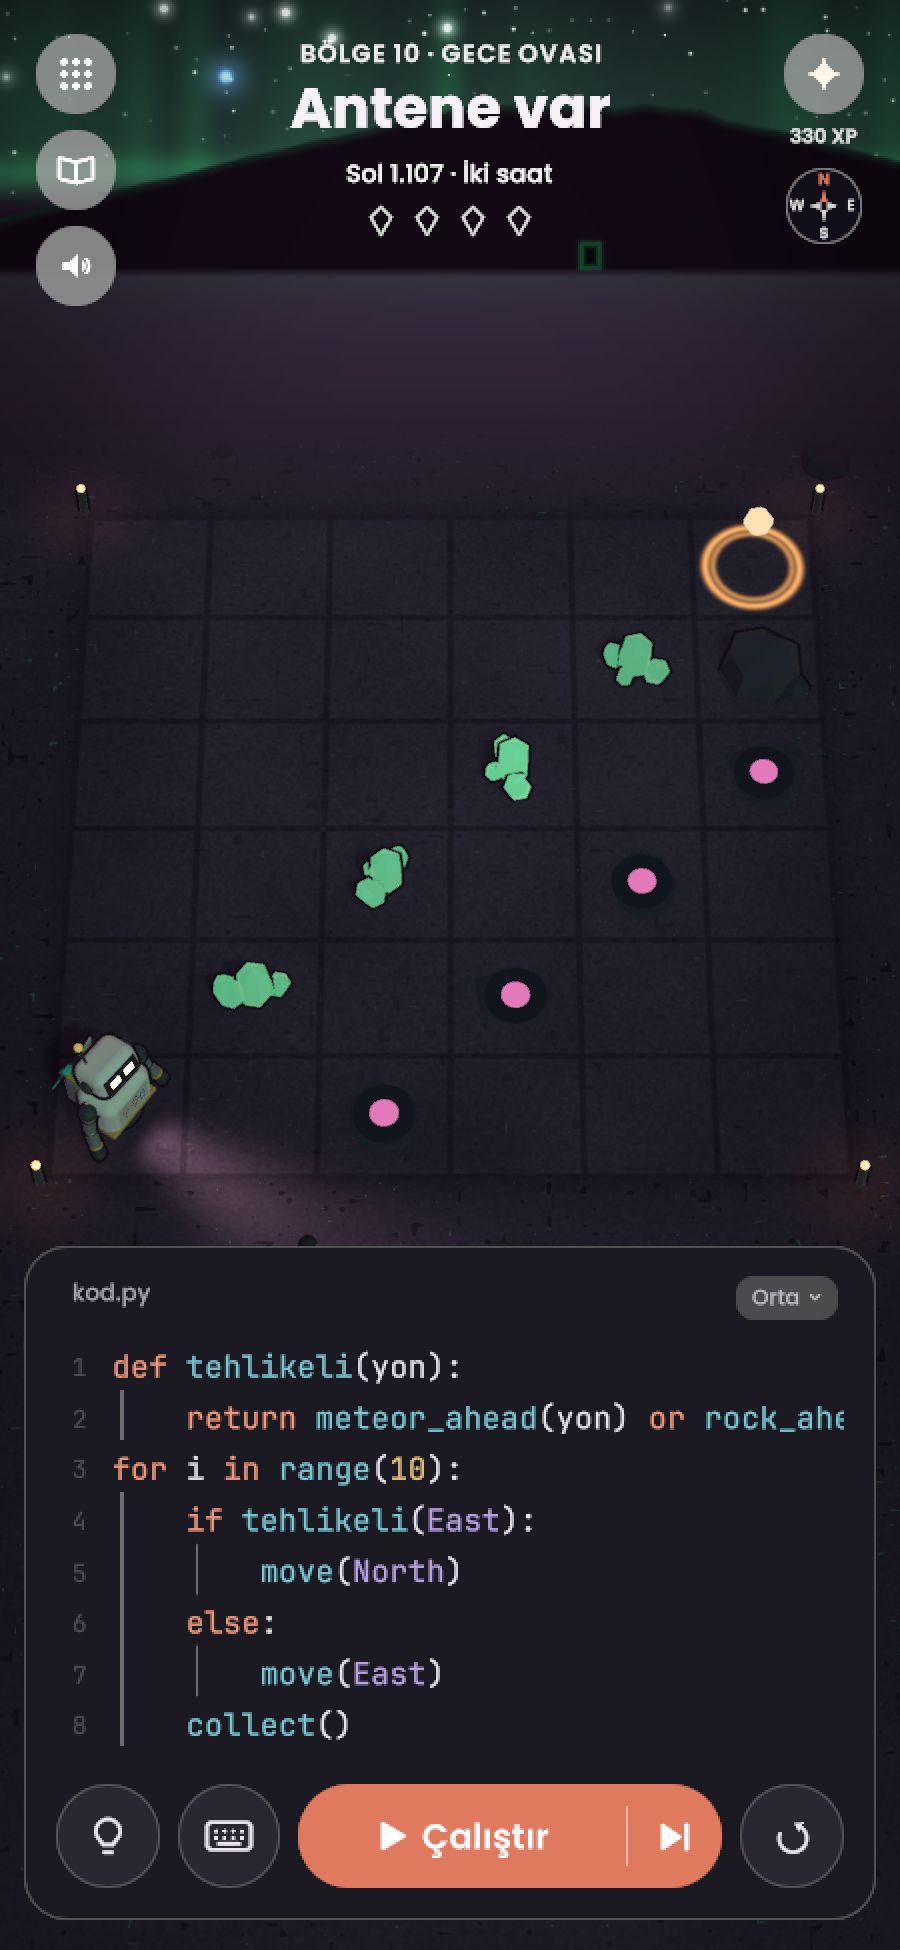 BÖLGE 10 · GECE OVASI
Antene var
Sol 1.107 · İki saat
330 XP
N
W E
S
kod.py
Orta
1 def tehlikeli(yon):
2 return meteor_ahead(yon) or rock_ahe
3 for i in range(10):
4 if tehlikeli(East):
5 move(North)
6 else:
7 move(East)
8 collect()
Çalıştır